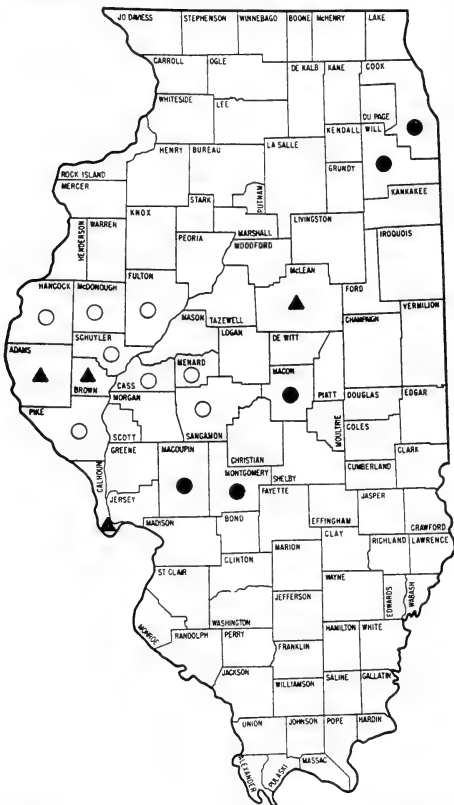 JO DAVIESS STEPHENSON WINNEBAGO BOONE McHENRY LAKE
CARROLL OGLE
DE KALB KANE COOK
WHITESIDE LEE
DU PAGE
KENDALL WILL
HENRY BUREAU LA SALLE
GRUNDY
ROCK ISLAND
MERCER
KANKAKEE
STARK PUTNAM
KNOX
HENDERSON WARREN
MARSHALL LIVINGSTON
PEORIA WOODFORD IROQUOIS
McLEAN
HANCOCK McDONOUGH FULTON
FORD
MASON TAZEWELL
VERMILION
SCHUYLER LOGAN CHAMPAIGN
ADAMS DE WITT
MENARD
CASS MACON
BROWN
MORGAN PIATT DOUGLAS EDGAR
PIKE
SCOTT SANGAMON MOULTRIE COLES
GREENE MACOUPIN CHRISTIAN CLARK
MONTGOMERY SHELBY CUMBERLAND
CALHOUN FAYETTE JASPER
JERSEY
MADISON BOND EFFINGHAM CRAWFORD
CLAY
RICHLAND LAWRENCE
CLINTON MARION
ST CLAIR WAYNE
EDWARDS WABASH
JEFFERSON
WASHINGTON HAMILTON WHITE
MONROE RANDOLPH PERRY
FRANKLIN
JACKSON SALINE GALLATIN
WILLIAMSON
UNION JOHNSON POPE HARDIN
MASSAC
ALEXANDER PULASKI